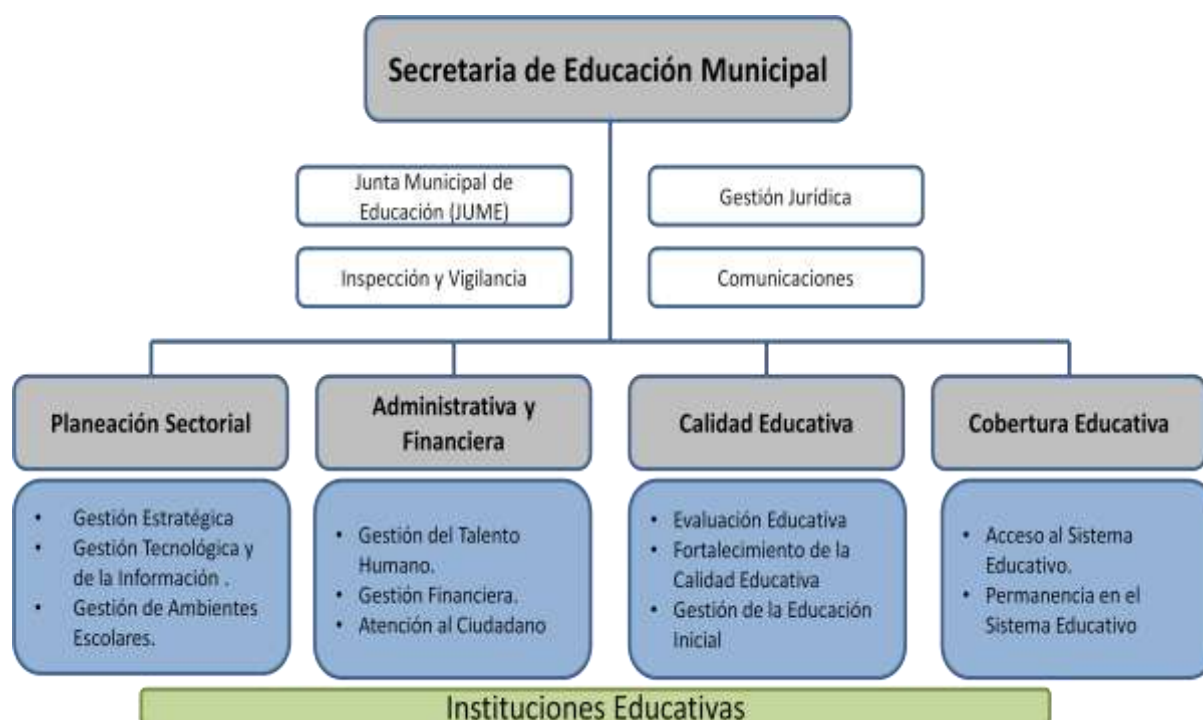 Secretaria de Educación Municipal
Junta Municipal de
Educación (JUME)
Gestión Jurídica
Inspección y Vigilancia
Comunicaciones
Planeación Sectorial
Administrativa y
Financiera
Calidad Educativa
Cobertura Educativa
• Gestión Estratégica
• Gestión Tecnológica y
de la Información .
• Gestión de Ambientes
Escolares.
• Gestión del Talento
Humano.
• Gestión Financiera.
• Atención al Ciudadano
• Evaluación Educativa
• Fortalecimiento de la
Calidad Educativa
• Gestión de la Educación
Inicial
• Acceso al Sistema
Educativo.
• Permanencia en el
Sistema Educativo
Instituciones Educativas